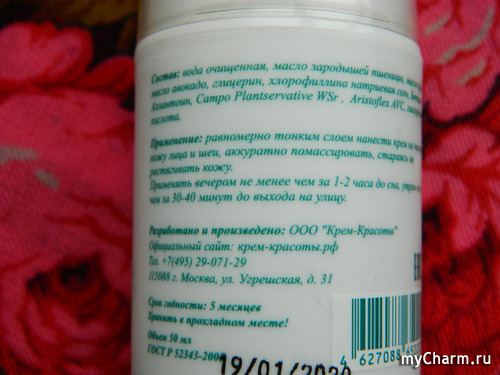 Состав: вода очищенная, масло зародышей пшеницы, масло
масло авокадо, глицерин, хлорофиллина натриевая соль,
Аллантоин, Campo Plantservative WSr , Aristoflex AVC,
кислота.
Применение: равномерно тонким слоем нанести крем на
кожу лица и шеи, аккуратно помассировать, стараясь не
растягивать кожу.
Применять вечером не менее чем за 1-2 часа до сна, утром
чем за 30-40 минут до выхода на улицу.
Разработано и произведено: ООО "Крем-Красоты"
Официальный сайт: крем-красоты.рф
Тел. +7(495) 29-071-29
115088 г. Москва, ул. Угрешская, д. 31
Срок годности: 5 месяцев
Хранить в прохладном месте!
Объем 50 мл
ГОСТ Р 52343-2000
19/01/2020
4 627088
myCharm.ru